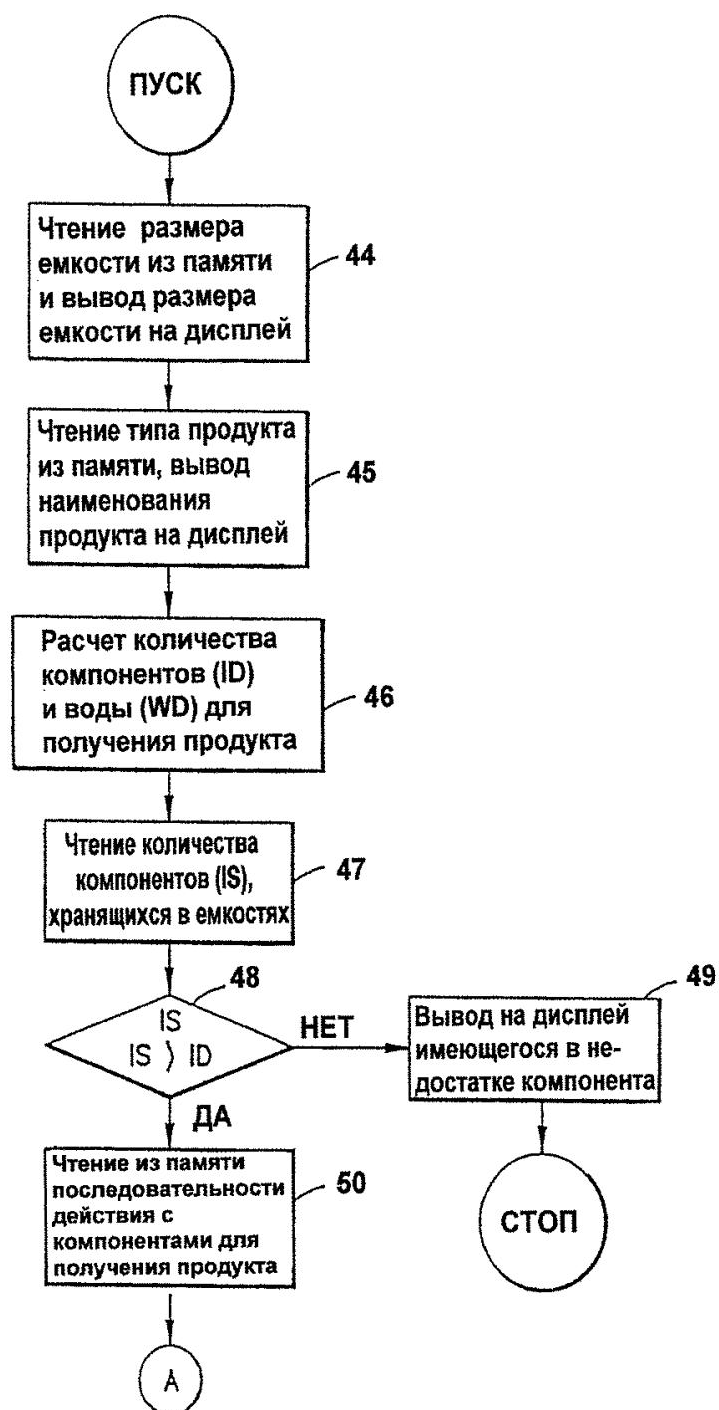 ПУСК
Чтение размера
емкости из памяти
и вывод размера
емкости на дисплей
44
Чтение типа продукта
из памяти, вывод
наименования
продукта на дисплей
45
Расчет количества
компонентов (ID)
и воды (WD) для
получения продукта
46
Чтение количества
компонентов (IS),
хранящихся в емкостях
47
48
IS
IS > ID
НЕТ
ДА
49
Вывод на дисплей
имеющегося в не-
достатке компонента
СТОП
Чтение из памяти
последовательности
действия с
компонентами для
получения продукта
50
A